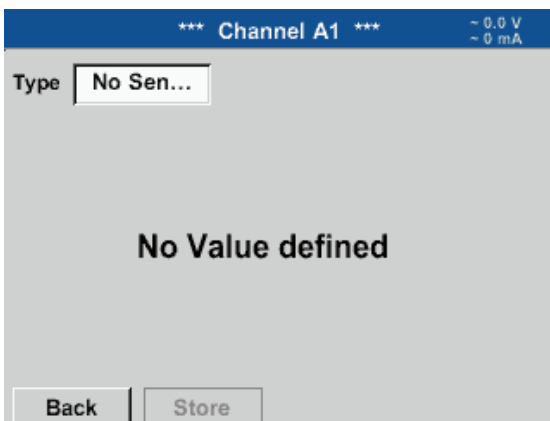 *** Channel A1 ***
~ 0.0 V
~ 0 mA
Type No Sen...
No Value defined
Back Store